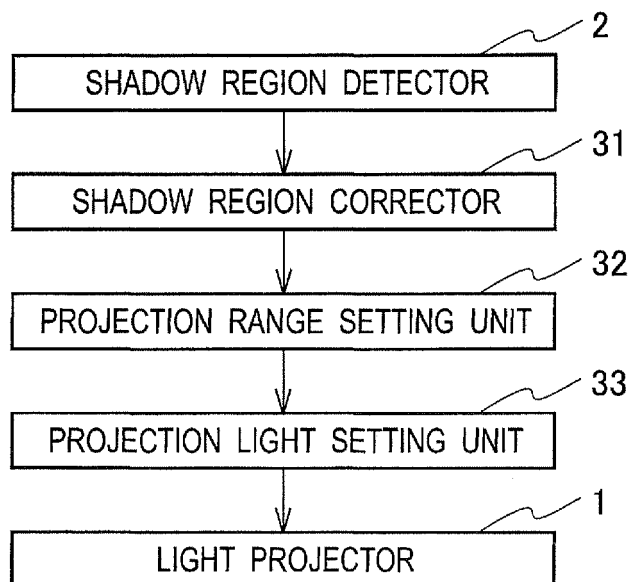 2
SHADOW REGION DETECTOR
31
SHADOW REGION CORRECTOR
32
PROJECTION RANGE SETTING UNIT
33
PROJECTION LIGHT SETTING UNIT
1
LIGHT PROJECTOR